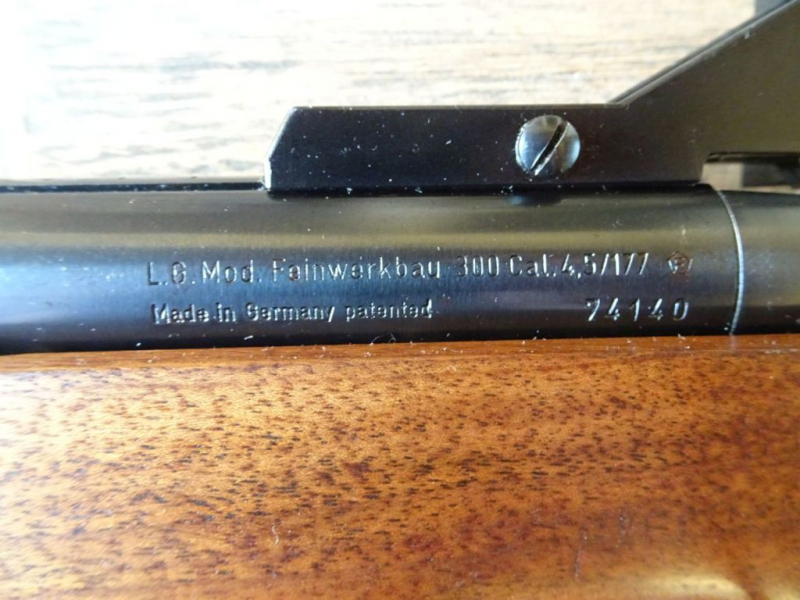 L.G. Mod. Feinwerkbau 300 Cal. 4,5/177
Made in Germany patented 74140